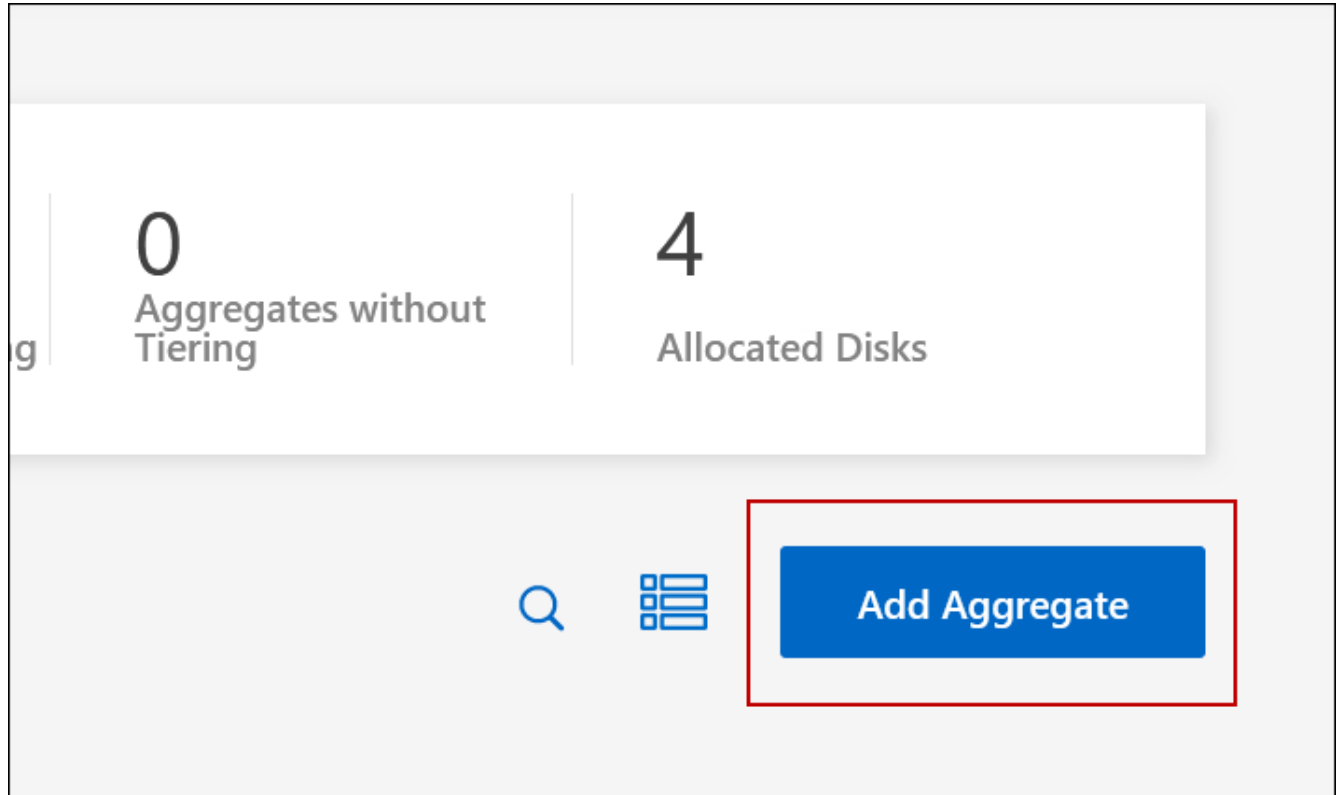 0
Aggregates without
Tiering
4
Allocated Disks
Add Aggregate